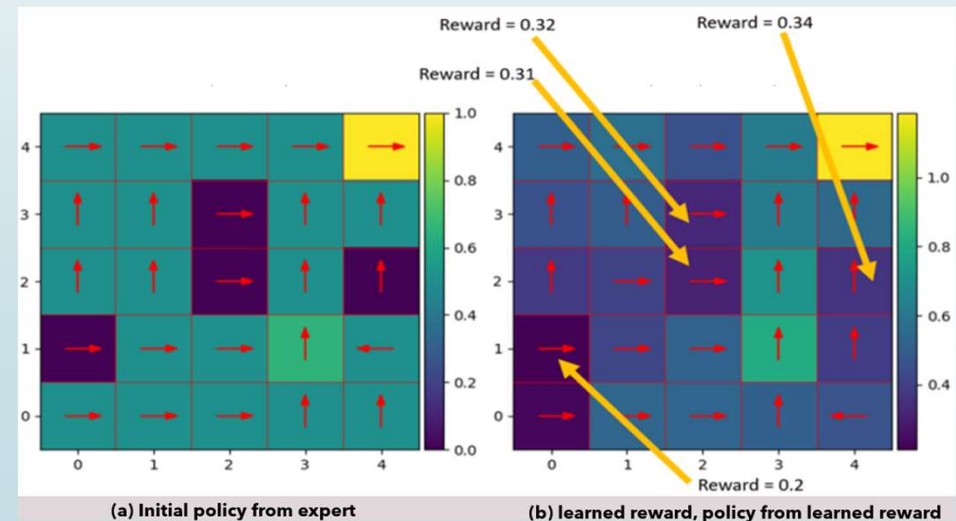 Reward = 0.32
Reward = 0.34
Reward = 0.31
1.0
0.8
0.6
0.4
0.2
0.0
4
3
2
1
0
0 1 2 3 4
4
3
2
1
0
0 1 2 3 4
1.0
0.8
0.6
0.4
Reward = 0.2
(a) Initial policy from expert
(b) learned reward, policy from learned reward